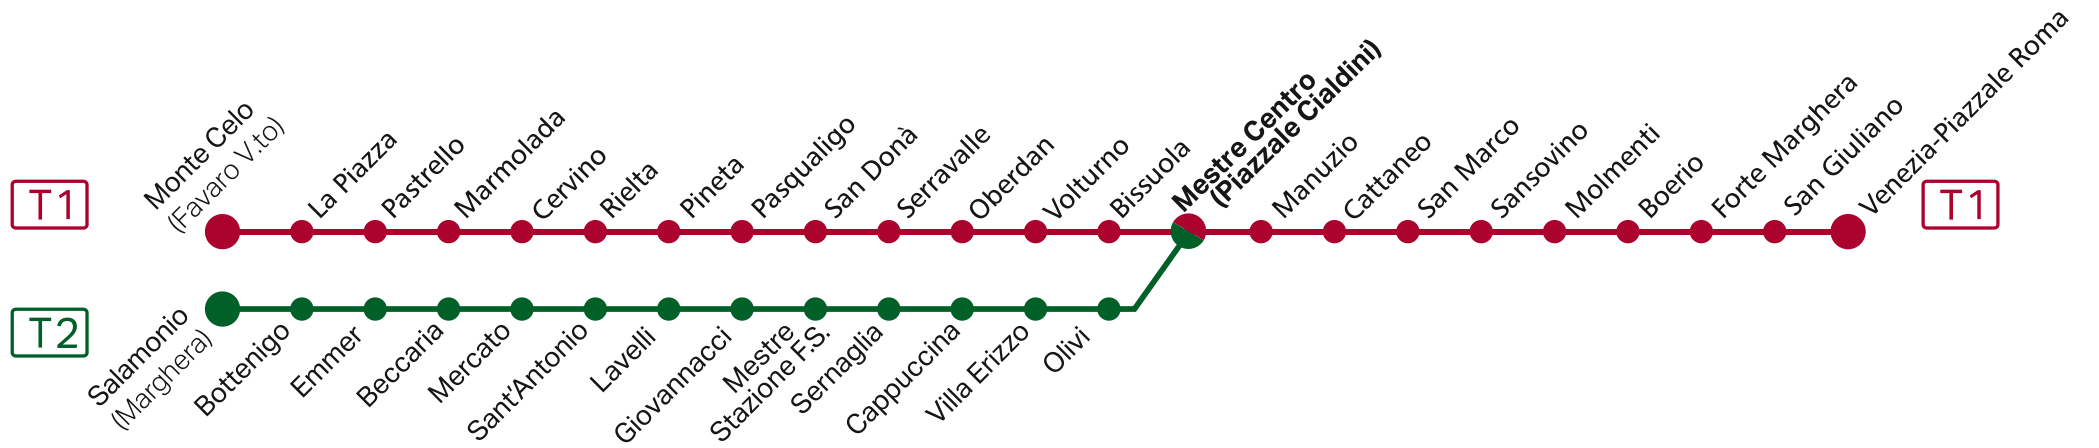 T1
Monte Celo
(Favaro V.to)
La Piazza
Pastrello
Marmolada
Cervino
Rielta
Pineta
Pasqualigo
San Donà
Serravalle
Oberdan
Volturno
Bissuola
Mestre Centro
(Piazzale Cialdini)
Manuzio
Cattaneo
San Marco
Sansovino
Molmenti
Boerio
Forte Marghera
San Giuliano
Venezia-Piazzale Roma
T1
T2
Salamonio
(Marghera)
Bottenigo
Emmer
Beccaria
Mercato
Sant'Antonio
Lavelli
Giovannacci
Mestre
Stazione F.S.
Sernaglia
Cappuccina
Villa Erizzo
Olivi